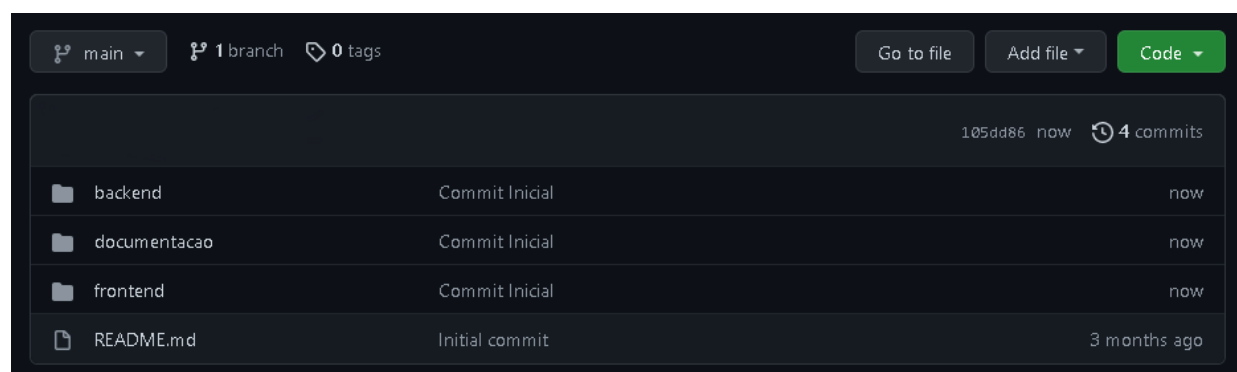 main 1 branch 0 tags Go to file Add file Code
105dd86 now 4 commits
backend Commit Inicial now
documentacao Commit Inicial now
frontend Commit Inicial now
README.md Initial commit 3 months ago